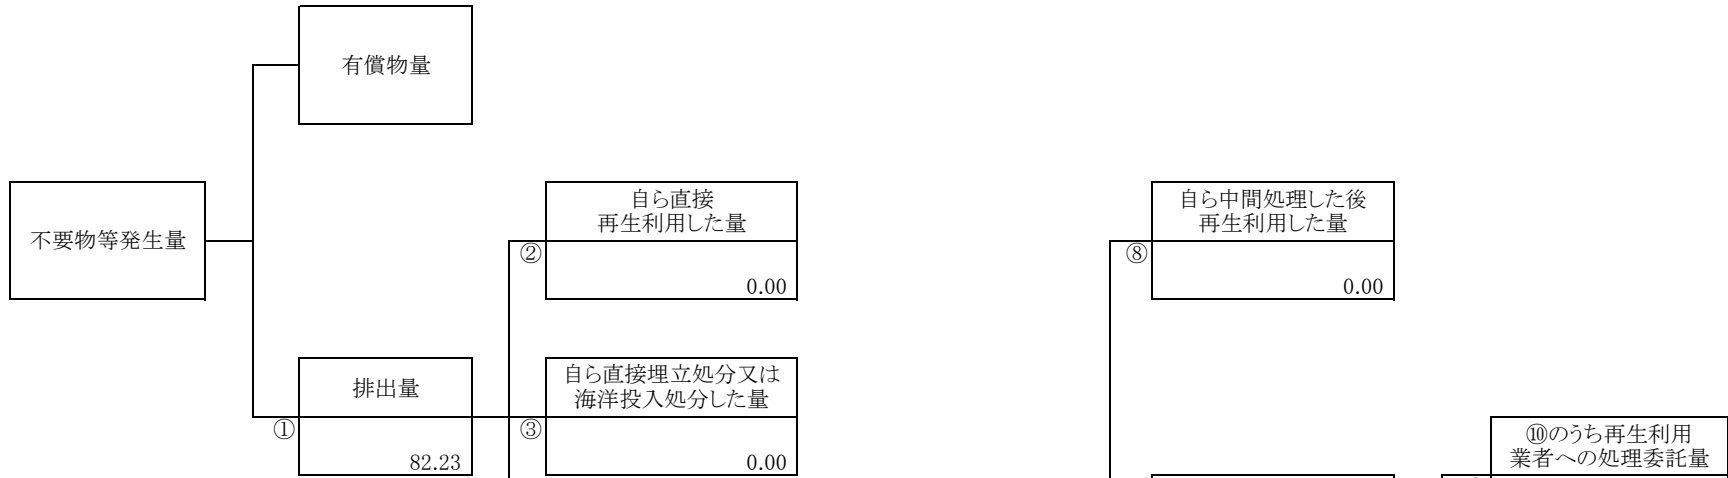 有償物量
不要物等発生量
自ら直接
再生利用した量
②
0.00
自ら中間処理した後
再生利用した量
⑧
0.00
排出量
①
82.23
自ら直接埋立処分又は
海洋投入処分した量
③
0.00
⑩のうち再生利用
業者への処理委託量